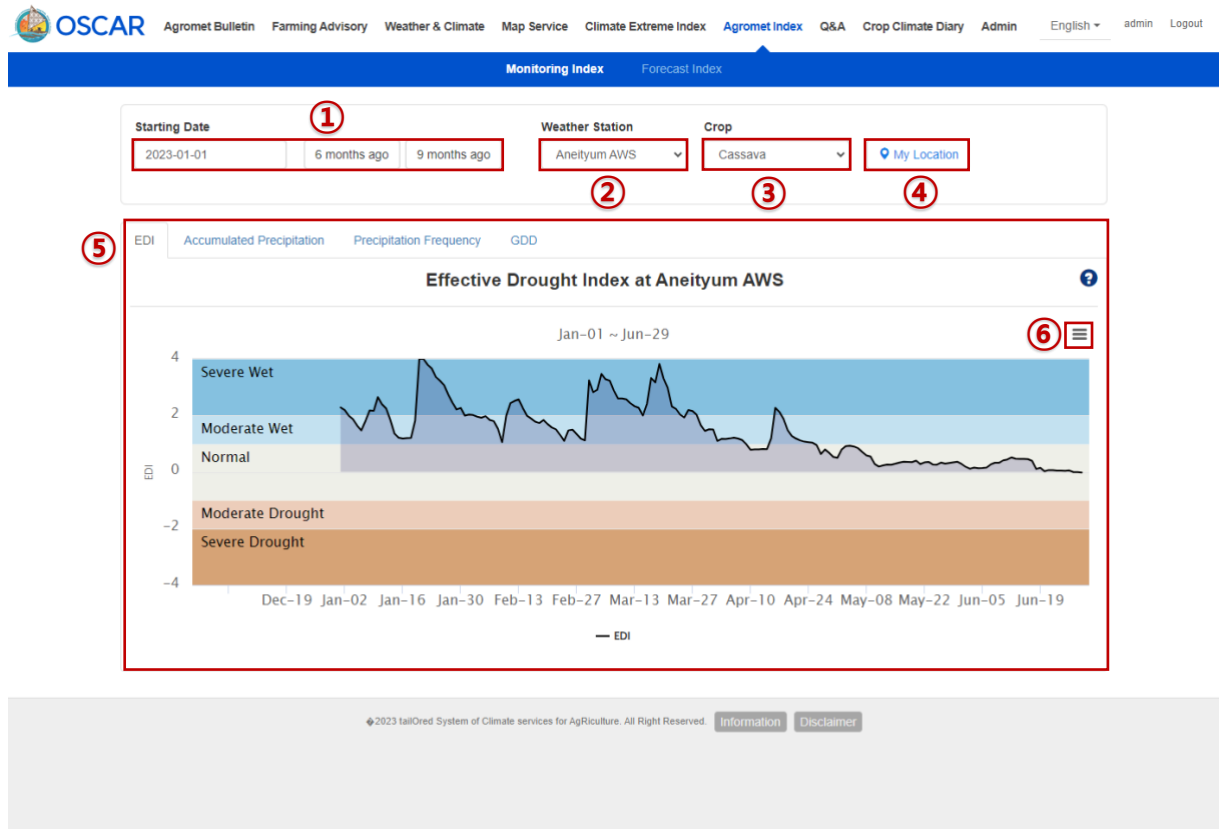 OSCAR Agromet Bulletin Farming Advisory Weather & Climate Map Service Climate Extreme Index Agromet Index Q&A Crop Climate Diary Admin English admin Logout
Monitoring Index Forecast Index
①
Starting Date Weather Station Crop
2023-01-01 6 months ago 9 months ago Aneityum AWS Cassava My Location
② ③ ④
⑤ EDI Accumulated Precipitation Precipitation Frequency GDD
Effective Drought Index at Aneityum AWS ?
Jan-01 ~ Jun-29 ⑥
4
Severe Wet
2
Moderate Wet
Normal
0
EDI
Moderate Drought
-2
Severe Drought
-4
Dec-19 Jan-02 Jan-16 Jan-30 Feb-13 Feb-27 Mar-13 Mar-27 Apr-10 Apr-24 May-08 May-22 Jun-05 Jun-19
EDI
�2023 tailOred System of Climate services for AgRiculture. All Right Reserved. Information Disclaimer